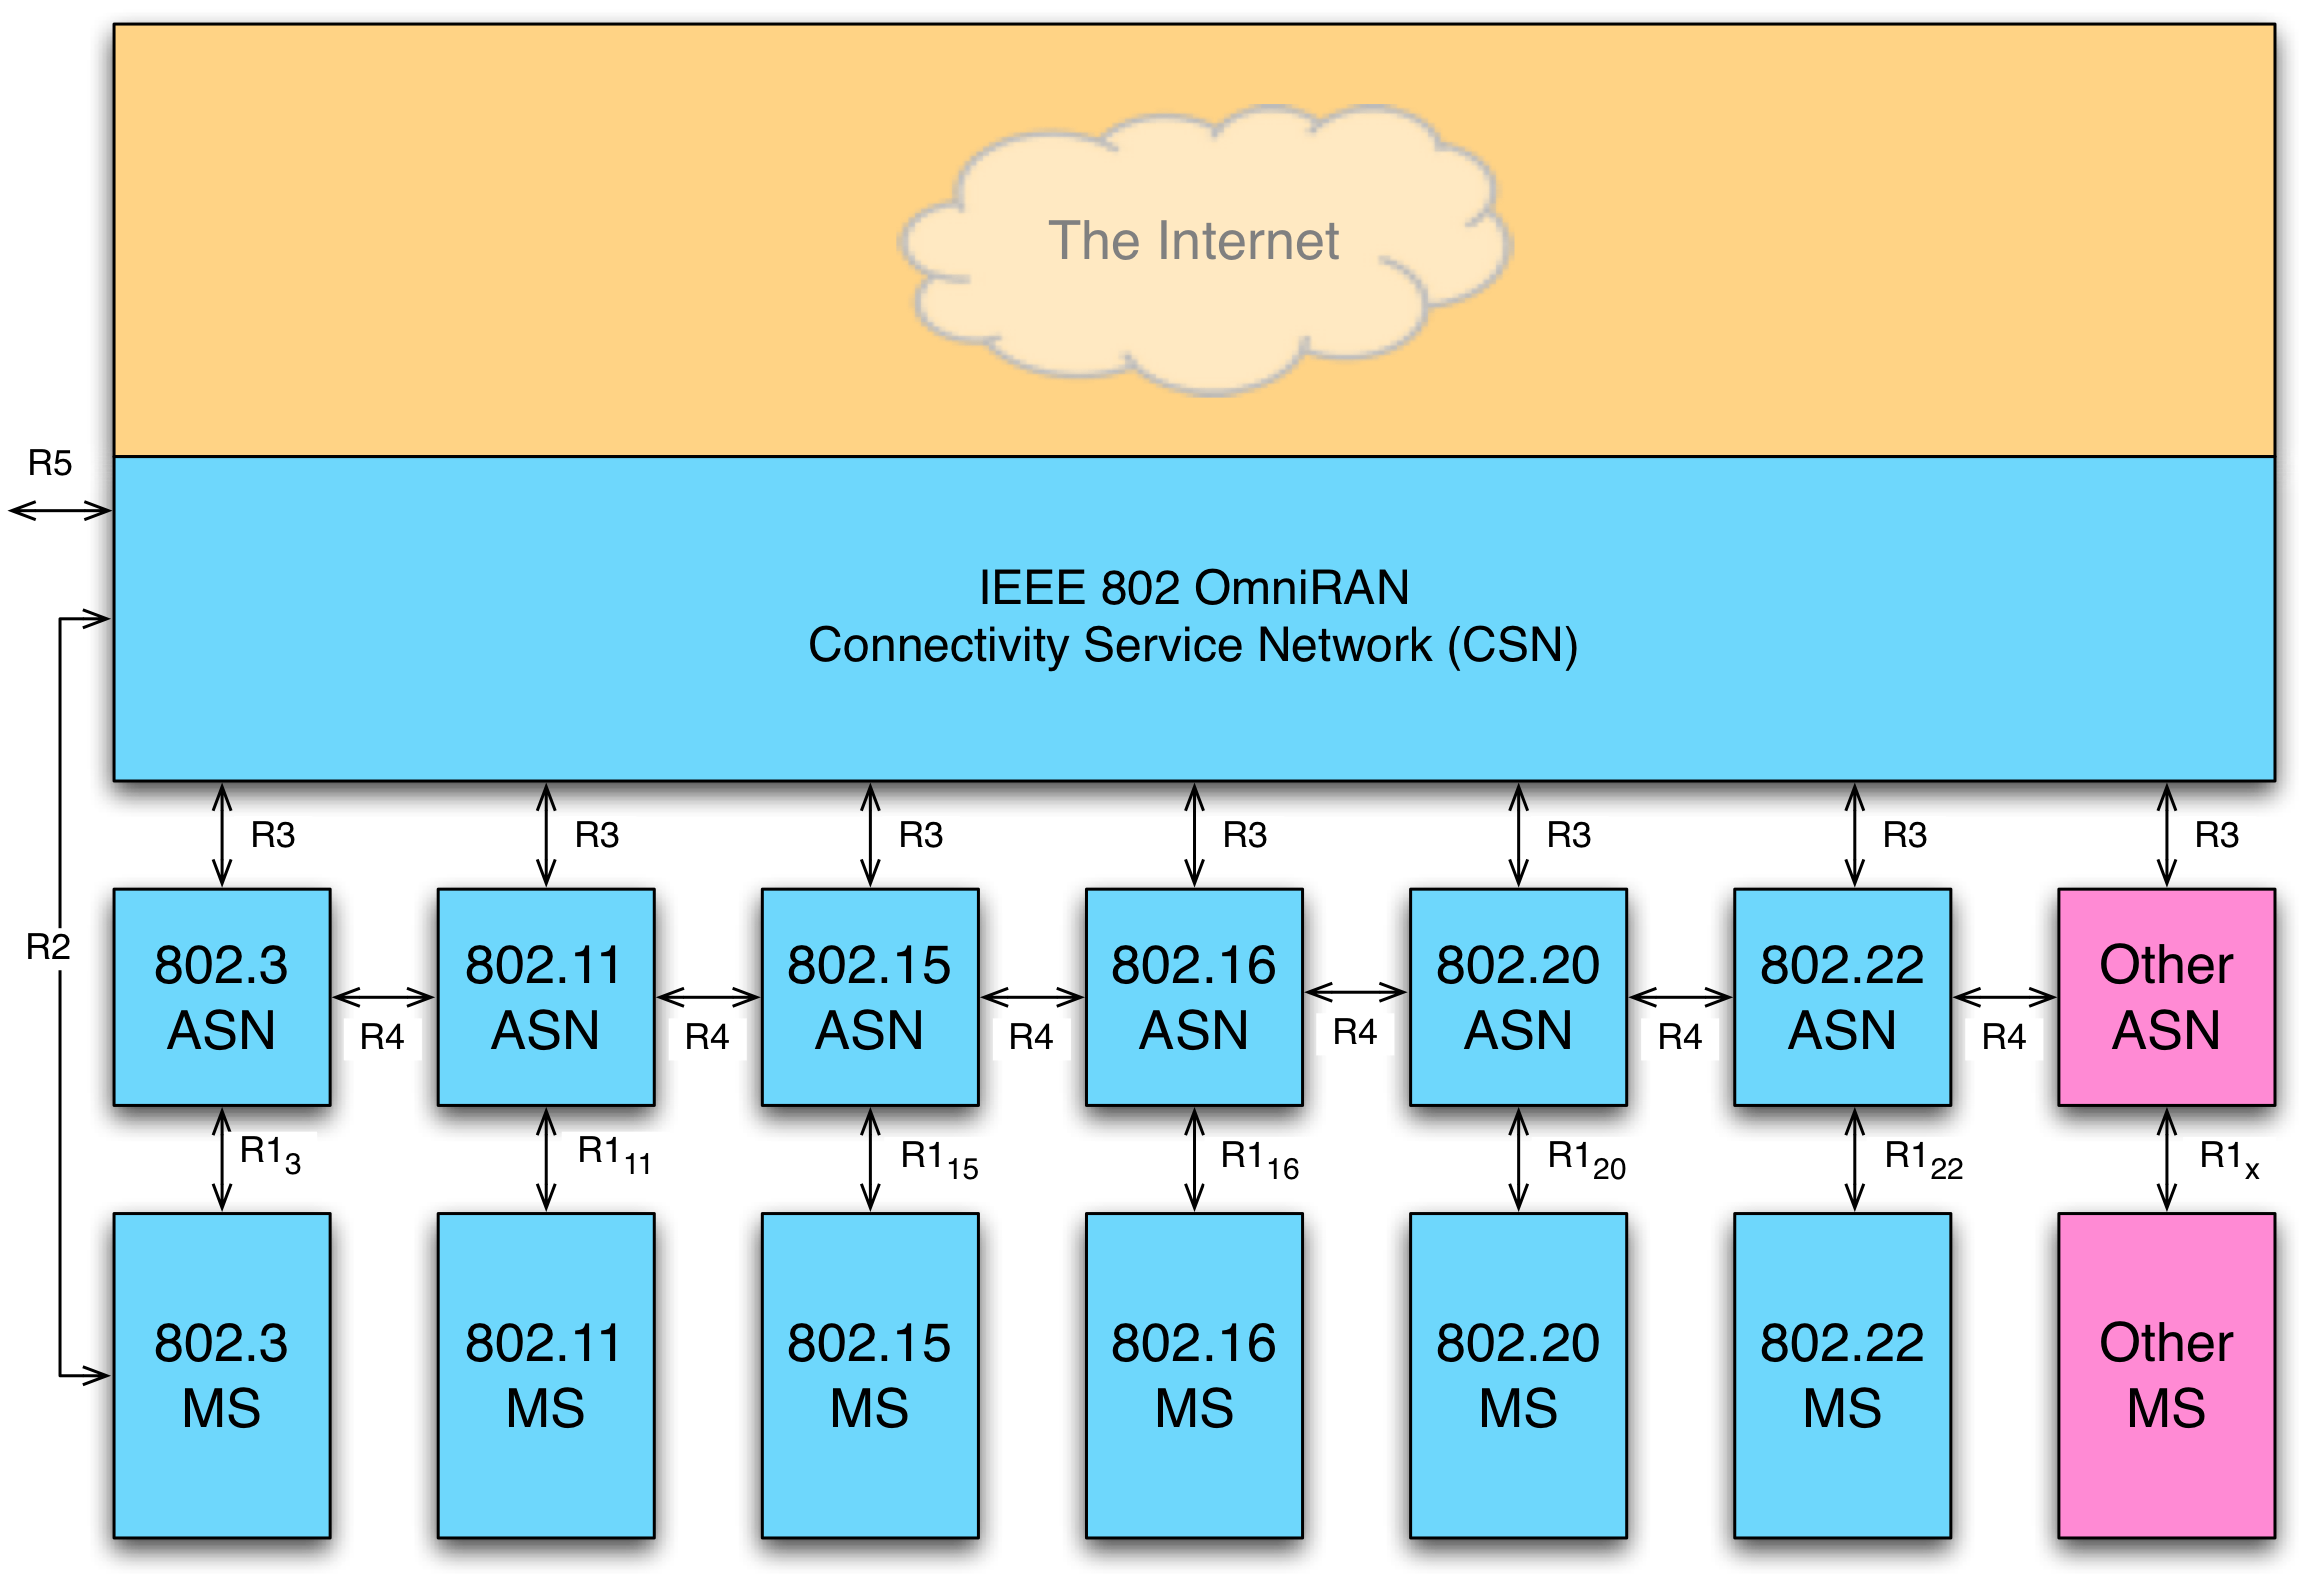 The Internet
R5
IEEE 802 OmniRAN
Connectivity Service Network (CSN)
R3 R3 R3 R3 R3 R3 R3
R2
802.3 ASN
802.11 ASN
802.15 ASN
802.16 ASN
802.20 ASN
802.22 ASN
Other ASN
R4 R4 R4 R4 R4 R4
R1₃ R1₁₁ R1₁₅ R1₁₆ R1₂₀ R1₂₂ R1ₓ
802.3 MS
802.11 MS
802.15 MS
802.16 MS
802.20 MS
802.22 MS
Other MS